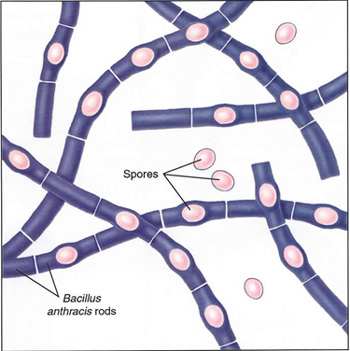 Spores
Bacillus
anthracis rods